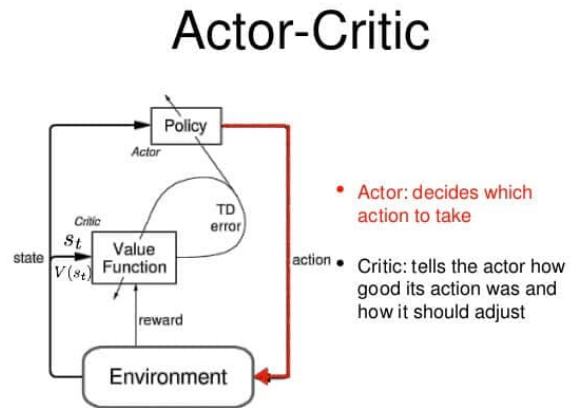 Actor-Critic
Policy
Actor
TD
error
Critic
s_t
state
V(s_t)
Value
Function
action
reward
Environment
• Actor: decides which
action to take
• Critic: tells the actor how
good its action was and
how it should adjust